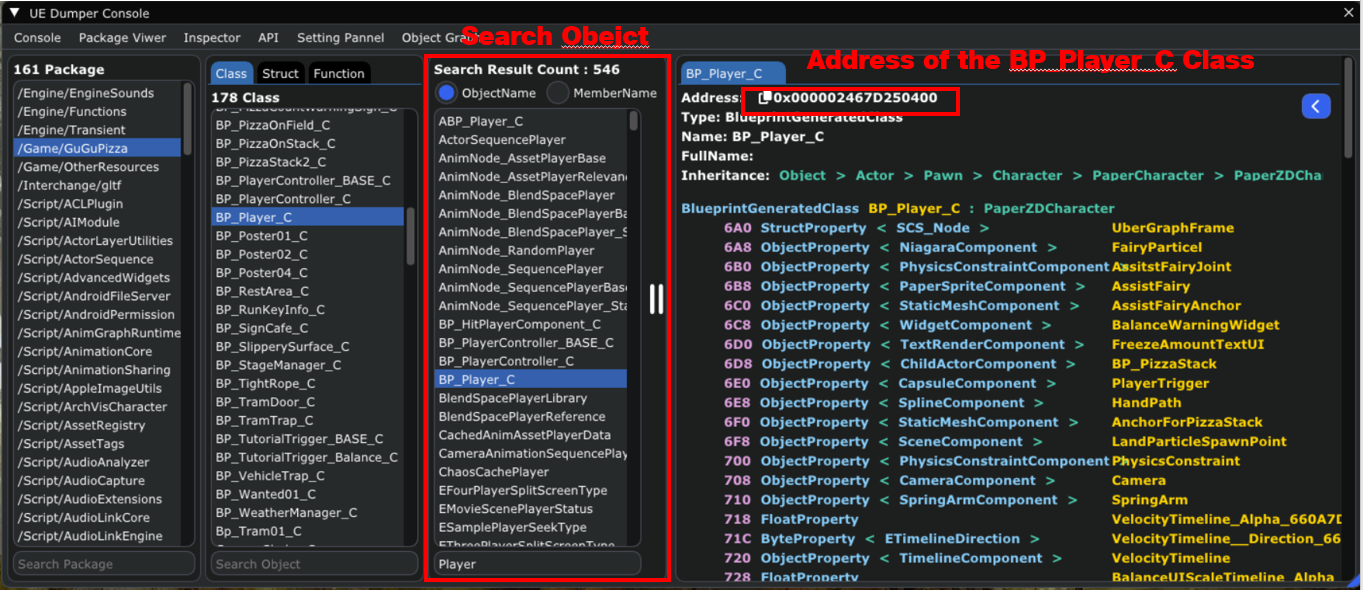 UE Dumper Console
Console Package Viwer Inspector API Setting Pannel Object Graph
Search Obejct
Address of the BP_Player_C Class
161 Package
/Engine/EngineSounds
/Engine/Functions
/Engine/Transient
/Game/GuGuPizza
/Game/OtherResources
/Interchange/gltf
/Script/ACLPlugin
/Script/AIModule
/Script/ActorLayerUtilities
/Script/ActorSequence
/Script/AdvancedWidgets
/Script/AndroidFileServer
/Script/AndroidPermission
/Script/AnimGraphRuntime
/Script/AnimationCore
/Script/AnimationSharing
/Script/AppleImageUtils
/Script/ArchVisCharacter
/Script/AssetRegistry
/Script/AssetTags
/Script/AudioAnalyzer
/Script/AudioCapture
/Script/AudioExtensions
/Script/AudioLinkCore
/Script/AudioLinkEngine
Search Package
Class Struct Function
178 Class
BP_PizzaCountWarningSign_C
BP_PizzaOnField_C
BP_PizzaOnStack_C
BP_PizzaStack2_C
BP_PlayerController_BASE_C
BP_PlayerController_C
BP_Player_C
BP_Poster01_C
BP_Poster02_C
BP_Poster04_C
BP_RestArea_C
BP_RunKeyInfo_C
BP_SignCafe_C
BP_SlipperySurface_C
BP_StageManager_C
BP_TightRope_C
BP_TramDoor_C
BP_TramTrap_C
BP_TutorialTrigger_BASE_C
BP_TutorialTrigger_Balance_C
BP_VehicleTrap_C
BP_Wanted01_C
BP_WeatherManager_C
Bp_Tram01_C
Search Object
Search Result Count : 546
ObjectName MemberName
ABP_Player_C
ActorSequencePlayer
AnimNode_AssetPlayerBase
AnimNode_AssetPlayerRelevan
AnimNode_BlendSpacePlayer
AnimNode_BlendSpacePlayerBa
AnimNode_BlendSpacePlayer_S
AnimNode_RandomPlayer
AnimNode_SequencePlayer
AnimNode_SequencePlayerBas
AnimNode_SequencePlayer_Sta
BP_HitPlayerComponent_C
BP_PlayerController_BASE_C
BP_PlayerController_C
BP_Player_C
BlendSpacePlayerLibrary
BlendSpacePlayerReference
CachedAnimAssetPlayerData
CameraAnimationSequencePlay
ChaosCachePlayer
EFourPlayerSplitScreenType
EMovieScenePlayerStatus
ESamplePlayerSeekType
EThreePlayerSplitScreenType
Player
BP_Player_C
Address: 0x000002467D250400
Type: BlueprintGeneratedClass
Name: BP_Player_C
FullName:
Inheritance: Object > Actor > Pawn > Character > PaperCharacter > PaperZDChar
BlueprintGeneratedClass BP_Player_C : PaperZDCharacter
6A0 StructProperty < SCS_Node > UberGraphFrame
6A8 ObjectProperty < NiagaraComponent > FairyParticel
6B0 ObjectProperty < PhysicsConstraintComponent > AssitstFairyJoint
6B8 ObjectProperty < PaperSpriteComponent > AssistFairy
6C0 ObjectProperty < StaticMeshComponent > AssistFairyAnchor
6C8 ObjectProperty < WidgetComponent > BalanceWarningWidget
6D0 ObjectProperty < TextRenderComponent > FreezeAmountTextUI
6D8 ObjectProperty < ChildActorComponent > BP_PizzaStack
6E0 ObjectProperty < CapsuleComponent > PlayerTrigger
6E8 ObjectProperty < SplineComponent > HandPath
6F0 ObjectProperty < StaticMeshComponent > AnchorForPizzaStack
6F8 ObjectProperty < SceneComponent > LandParticleSpawnPoint
700 ObjectProperty < PhysicsConstraintComponent > PhysicsConstraint
708 ObjectProperty < CameraComponent > Camera
710 ObjectProperty < SpringArmComponent > SpringArm
718 FloatProperty VelocityTimeline_Alpha_660A7D
71C ByteProperty < ETimelineDirection > VelocityTimeline__Direction_66
720 ObjectProperty < TimelineComponent > VelocityTimeline
728 FloatProperty BalanceUIScaleTimeline_Alpha